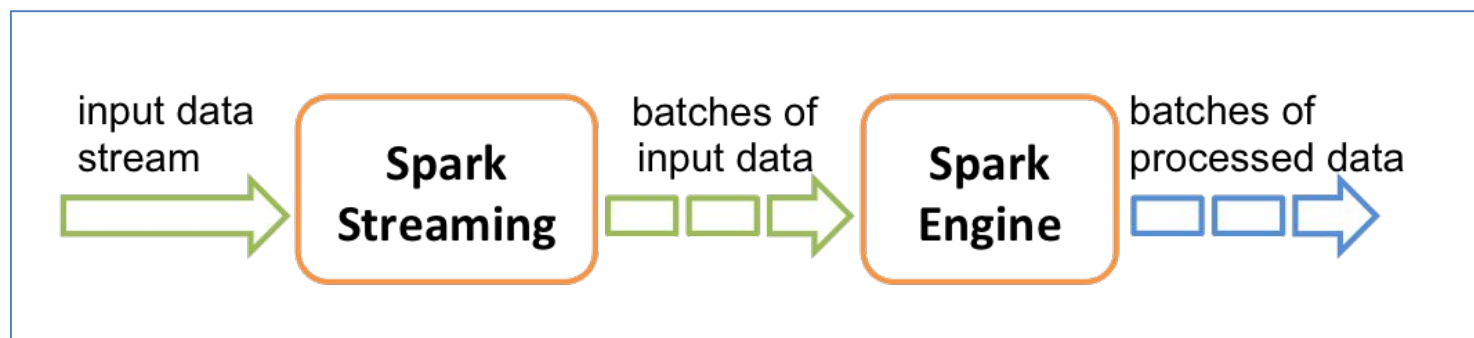 input data
stream
Spark
Streaming
batches of
input data
Spark
Engine
batches of
processed data